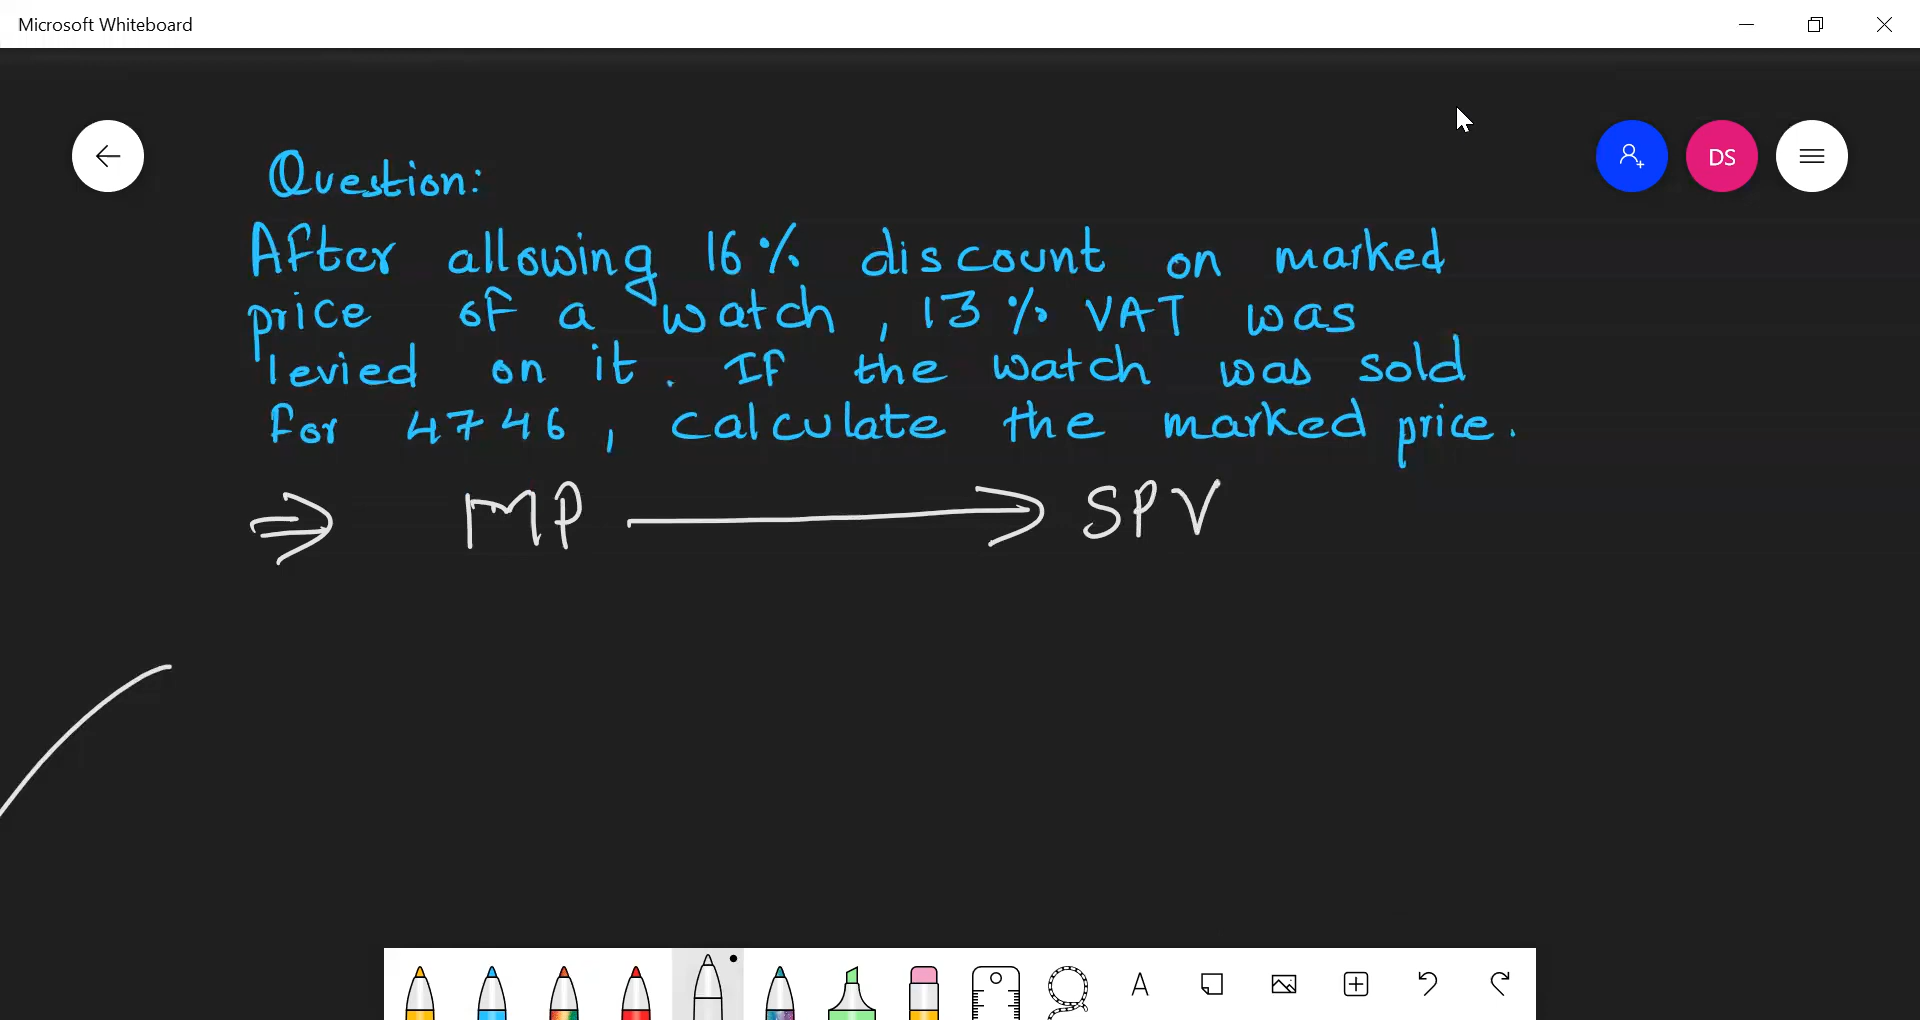 Microsoft Whiteboard
DS
Question:
After allowing 16% discount on marked
price of a watch, 13% VAT was
levied on it. If the watch was sold
for 4746, calculate the marked price.
⇒ MP → SPV
A